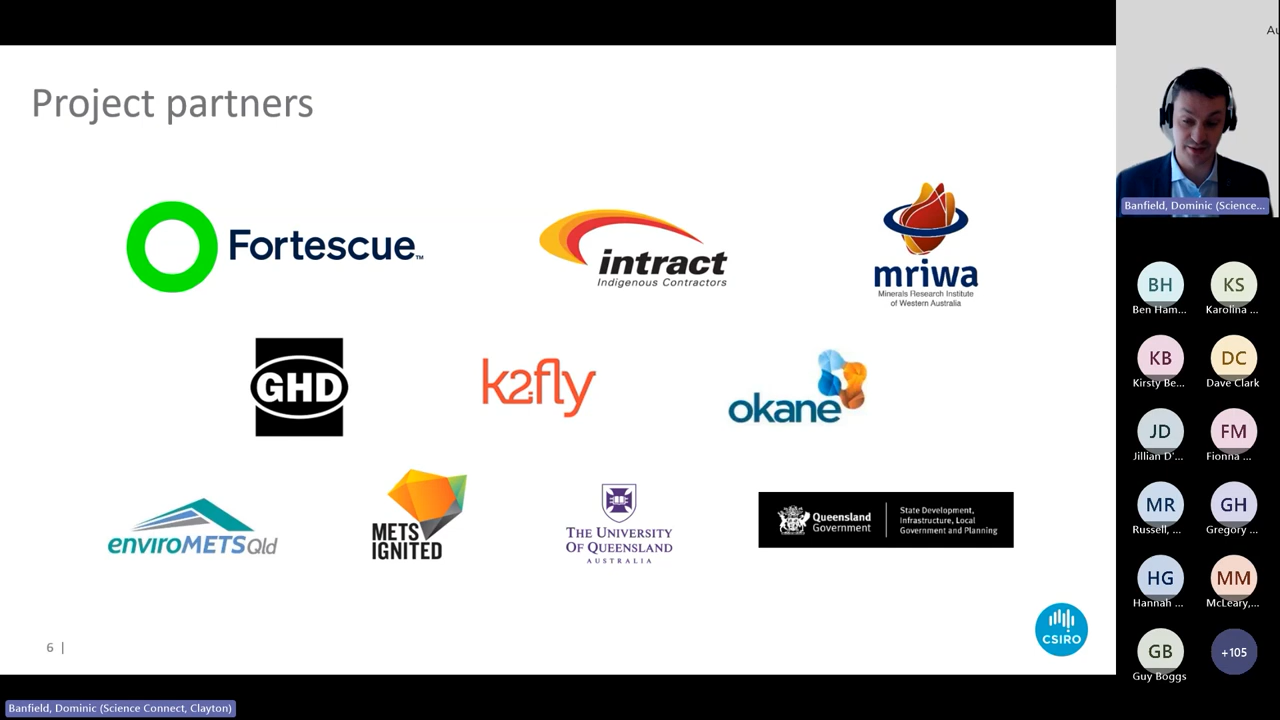 Project partners
Fortescue™
intract
Indigenous Contractors
mriwa
Minerals Research Institute
of Western Australia
GHD
k2fly
okane
enviroMETS Qld
METS
IGNITED
THE UNIVERSITY
OF QUEENSLAND
AUSTRALIA
Queensland
Government
State Development,
Infrastructure, Local
Government and Planning
6 |
CSIRO
Au
Banfield, Dominic (Science...
BH
Ben Ham...
KS
Karolina ...
KB
Kirsty Be...
DC
Dave Clark
JD
Jillian D'...
FM
Fionna ...
MR
Russell, ...
GH
Gregory ...
HG
Hannah ...
MM
McLeary,...
GB
Guy Boggs
+105
Banfield, Dominic (Science Connect, Clayton)